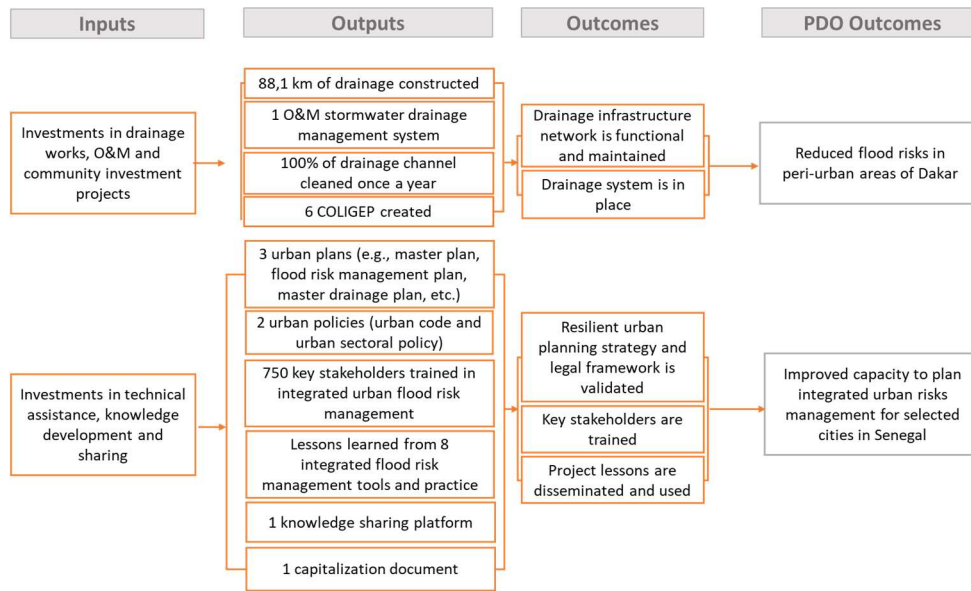 Inputs
Outputs
Outcomes
PDO Outcomes
Investments in drainage
works, O&M and
community investment
projects
88,1 km of drainage constructed
1 O&M stormwater drainage
management system
100% of drainage channel
cleaned once a year
6 COLIGEP created
Drainage infrastructure
network is functional
and maintained
Drainage system is in
place
Reduced flood risks in
peri-urban areas of Dakar
Investments in technical
assistance, knowledge
development and
sharing
3 urban plans (e.g., master plan,
flood risk management plan,
master drainage plan, etc.)
2 urban policies (urban code and
urban sectoral policy)
750 key stakeholders trained in
integrated urban flood risk
management
Lessons learned from 8
integrated flood risk
management tools and practice
1 knowledge sharing platform
1 capitalization document
Resilient urban
planning strategy and
legal framework is
validated
Key stakeholders are
trained
Project lessons are
disseminated and used
Improved capacity to plan
integrated urban risks
management for selected
cities in Senegal